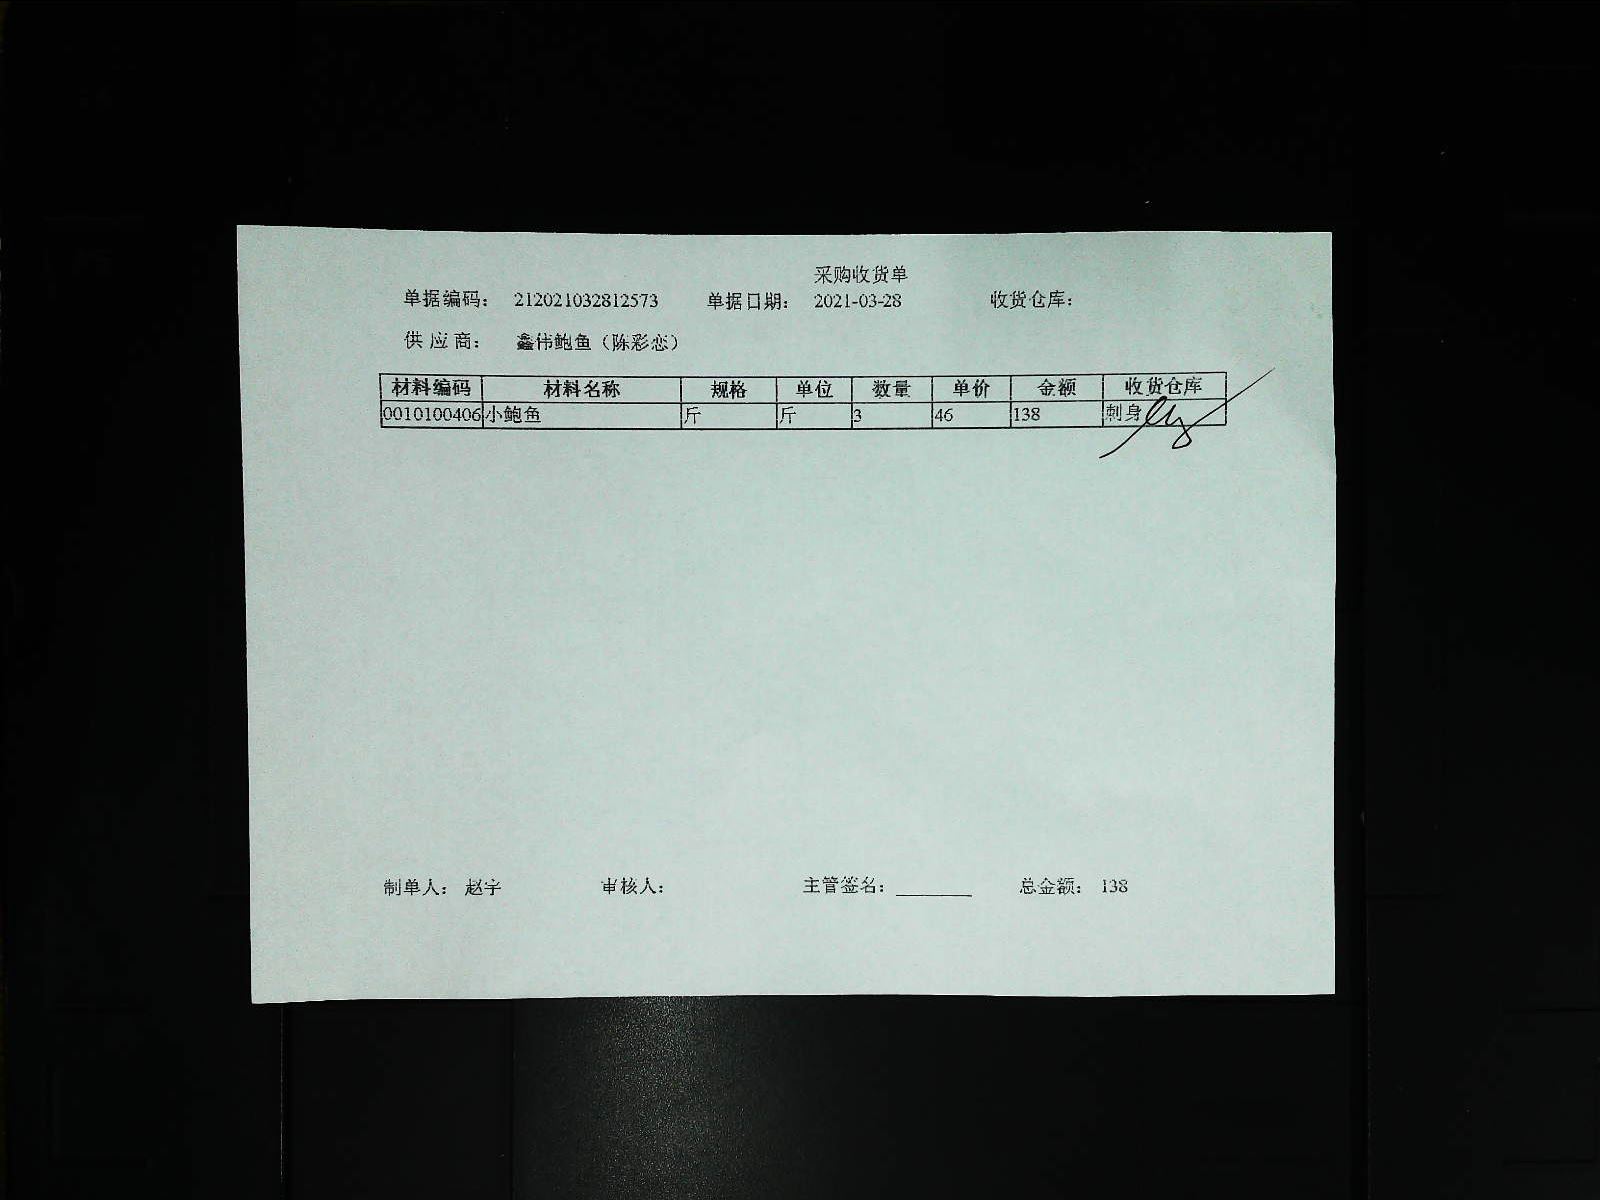 采购收货单
单据编码： 212021032812573 单据日期： 2021-03-28 收货仓库：
供应商： 鑫伟鲍鱼（陈彩恋）
材料编码 材料名称 规格 单位 数量 单价 金额 收货仓库
0010100406 小鲍鱼 斤 斤 3 46 138 刺身
制单人： 赵宇 审核人： 主管签名： 总金额： 138